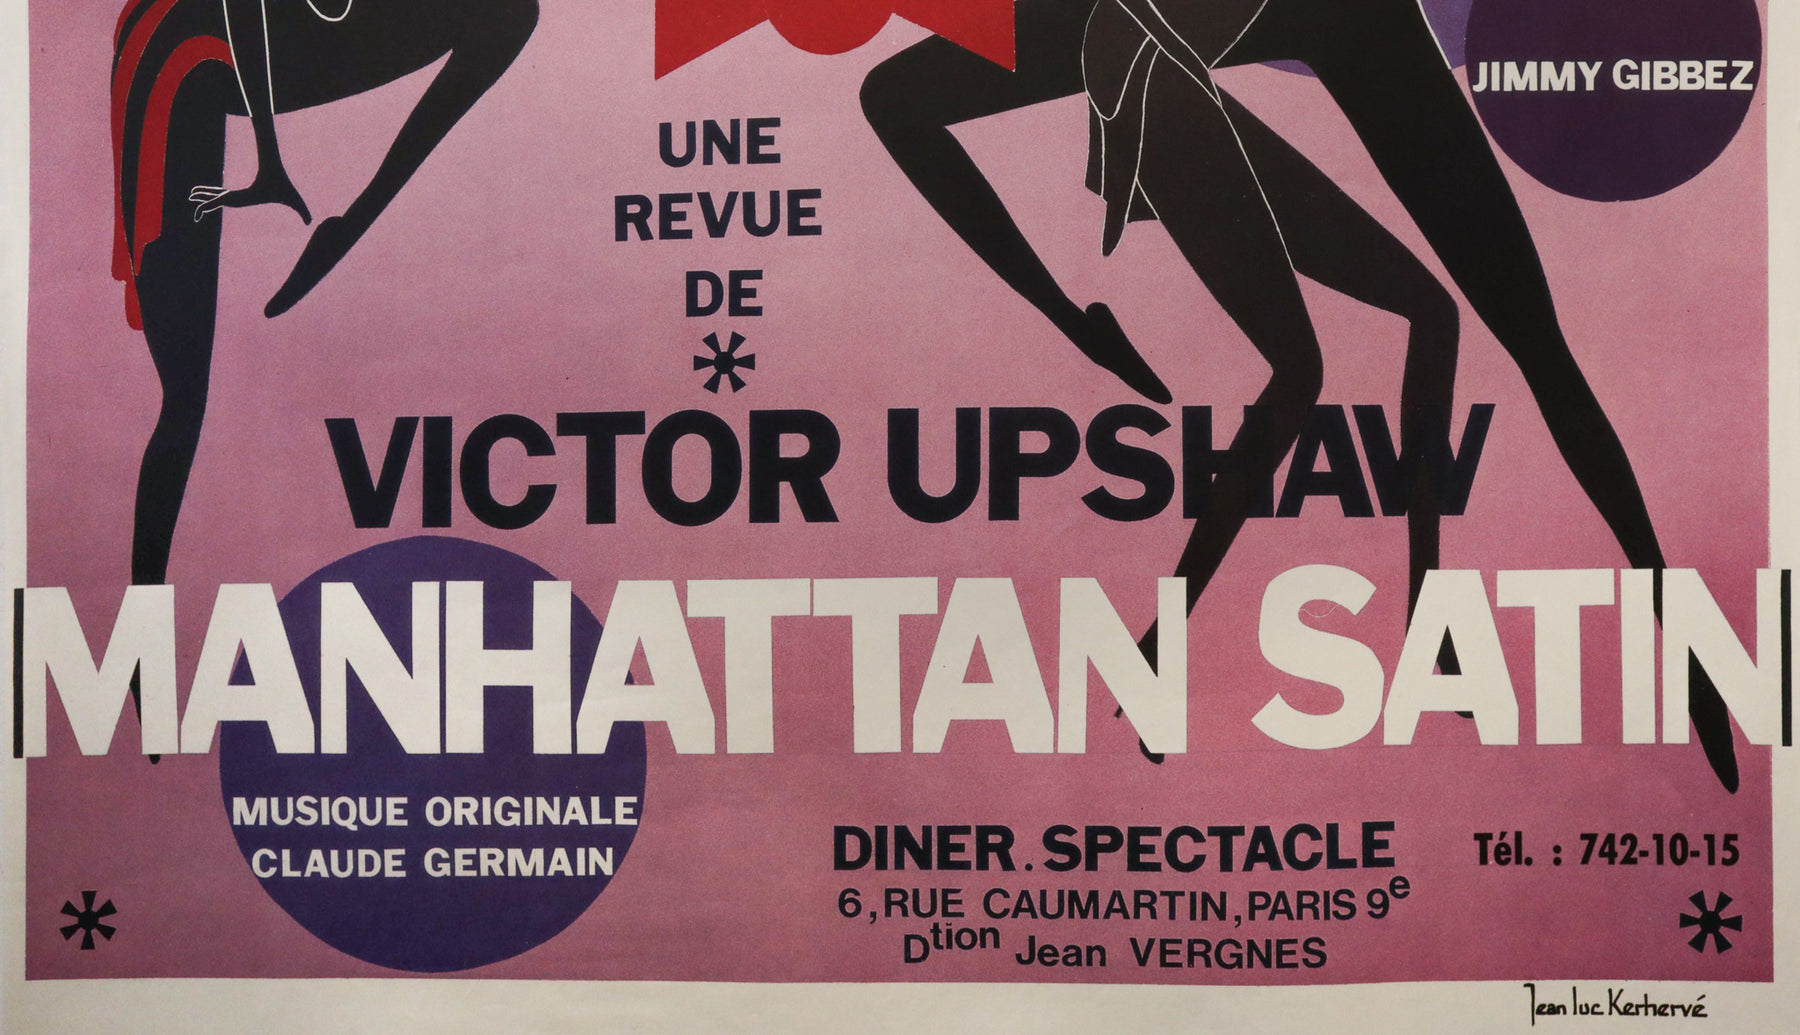 JIMMY GIBBEZ
UNE
REVUE
DE
VICTOR UPSHAW
MANHATTAN SATIN
MUSIQUE ORIGINALE
CLAUDE GERMAIN
DINER.SPECTACLE
6, RUE CAUMARTIN, PARIS 9e
Dtion Jean VERGNES
Tél. : 742-10-15
Jean luc Kerhervé